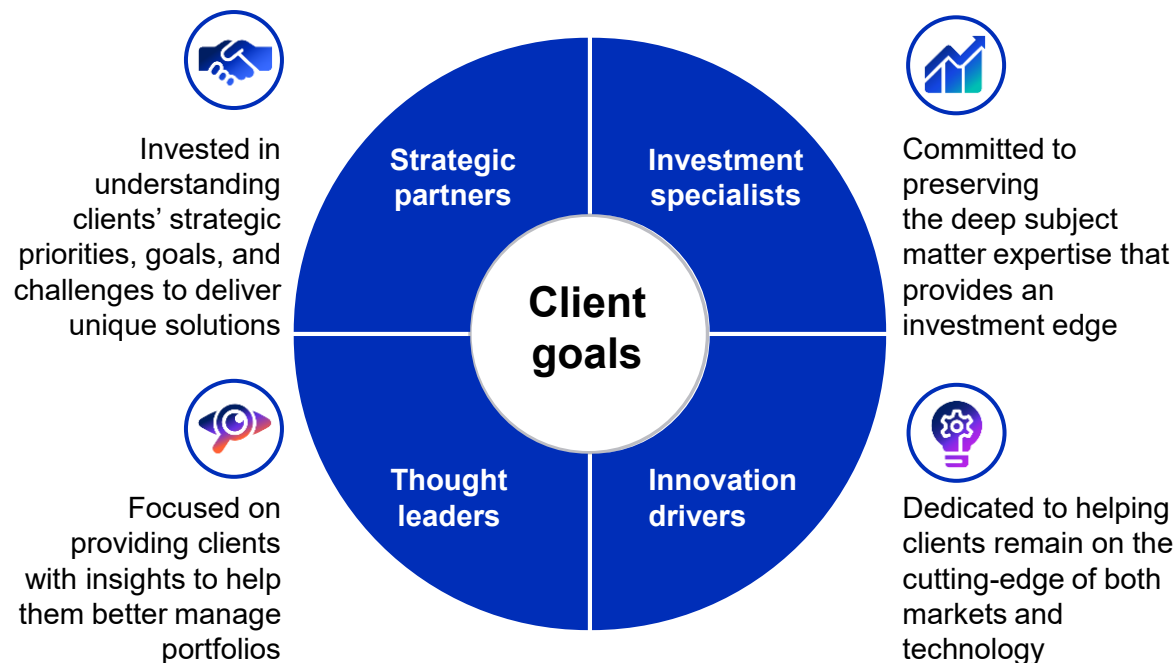 Invested in
understanding
clients’ strategic
priorities, goals, and
challenges to deliver
unique solutions
Strategic
partners
Investment
specialists
Committed to
preserving
the deep subject
matter expertise that
provides an
investment edge
Client
goals
Focused on
providing clients
with insights to help
them better manage
portfolios
Thought
leaders
Innovation
drivers
Dedicated to helping
clients remain on the
cutting-edge of both
markets and
technology